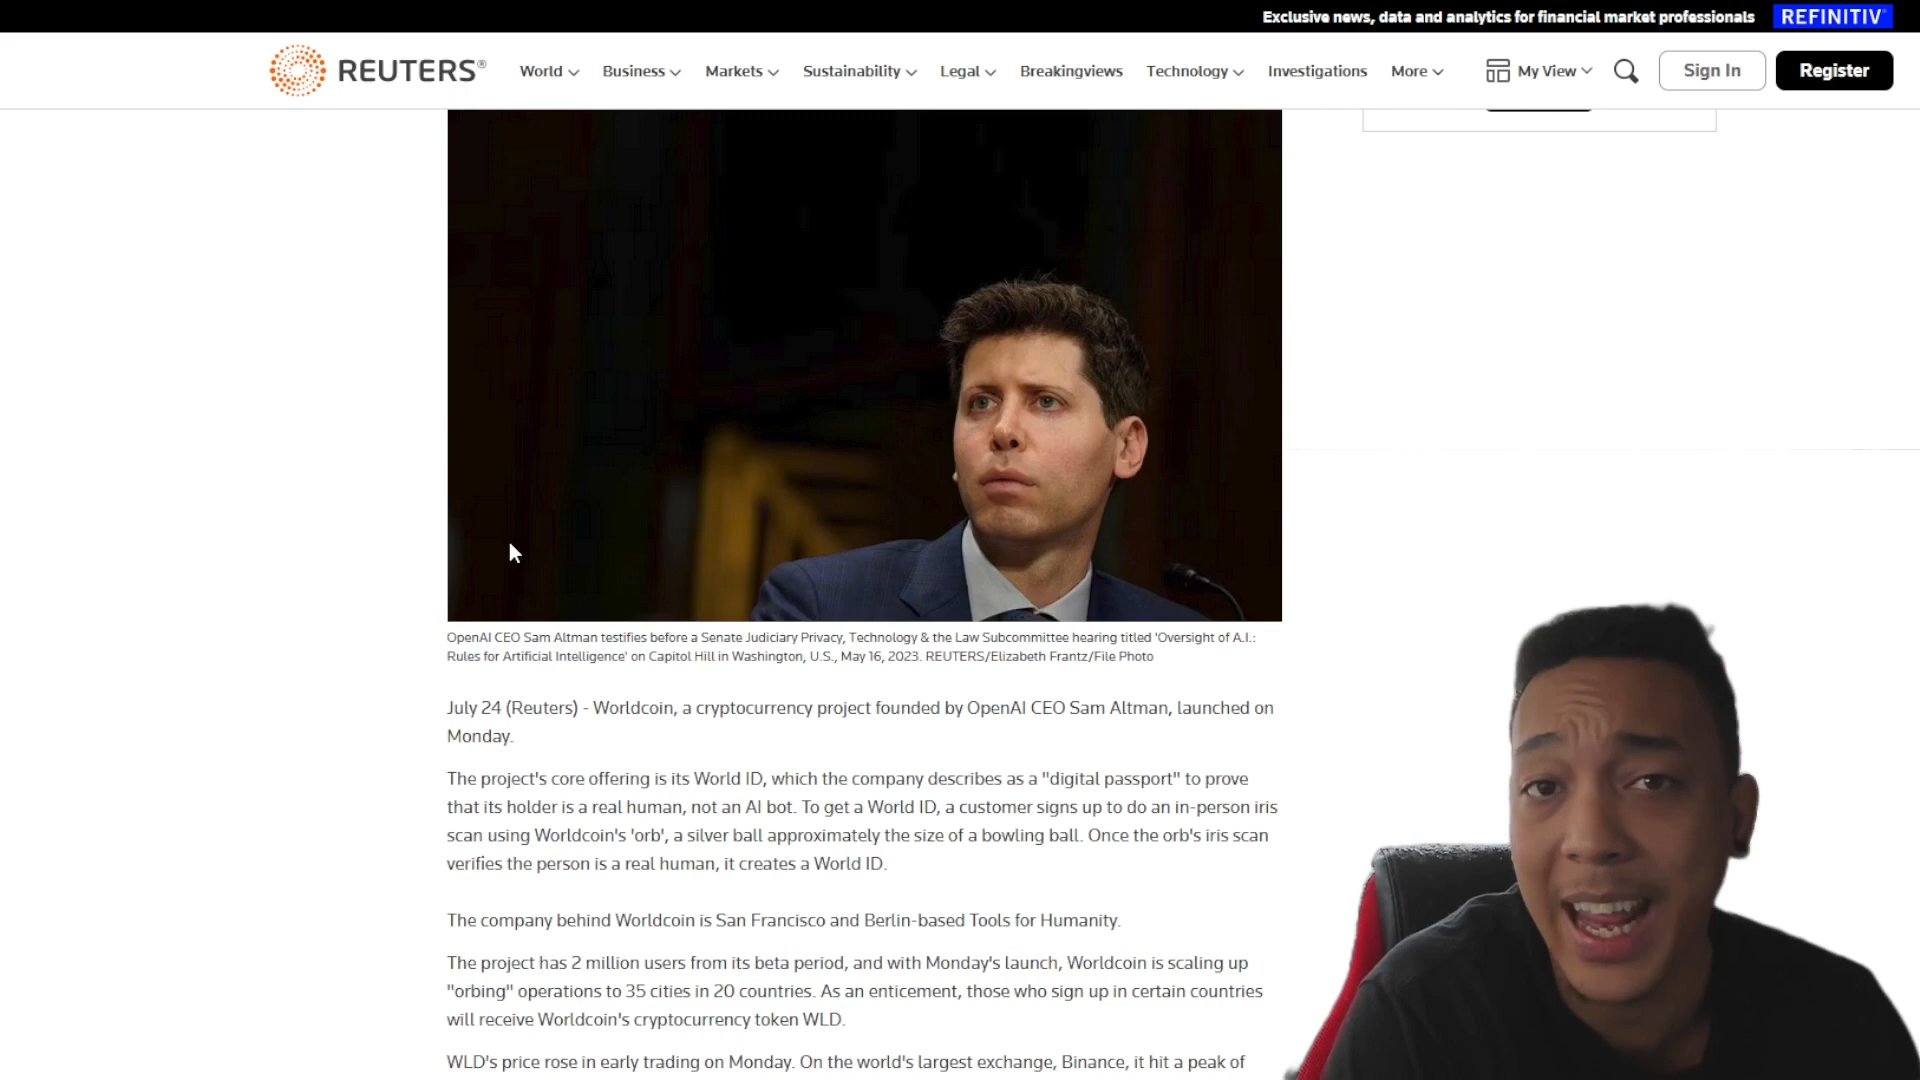 Exclusive news, data and analytics for financial market professionals REFINITIV
REUTERS® World Business Markets Sustainability Legal Breakingviews Technology Investigations More My View Sign In Register
OpenAI CEO Sam Altman testifies before a Senate Judiciary Privacy, Technology & the Law Subcommittee hearing titled 'Oversight of A.I.:
Rules for Artificial Intelligence' on Capitol Hill in Washington, U.S., May 16, 2023. REUTERS/Elizabeth Frantz/File Photo
July 24 (Reuters) - Worldcoin, a cryptocurrency project founded by OpenAI CEO Sam Altman, launched on
Monday.
The project's core offering is its World ID, which the company describes as a "digital passport" to prove
that its holder is a real human, not an AI bot. To get a World ID, a customer signs up to do an in-person iris
scan using Worldcoin's 'orb', a silver ball approximately the size of a bowling ball. Once the orb's iris scan
verifies the person is a real human, it creates a World ID.
The company behind Worldcoin is San Francisco and Berlin-based Tools for Humanity.
The project has 2 million users from its beta period, and with Monday's launch, Worldcoin is scaling up
"orbing" operations to 35 cities in 20 countries. As an enticement, those who sign up in certain countries
will receive Worldcoin's cryptocurrency token WLD.
WLD's price rose in early trading on Monday. On the world's largest exchange, Binance, it hit a peak of